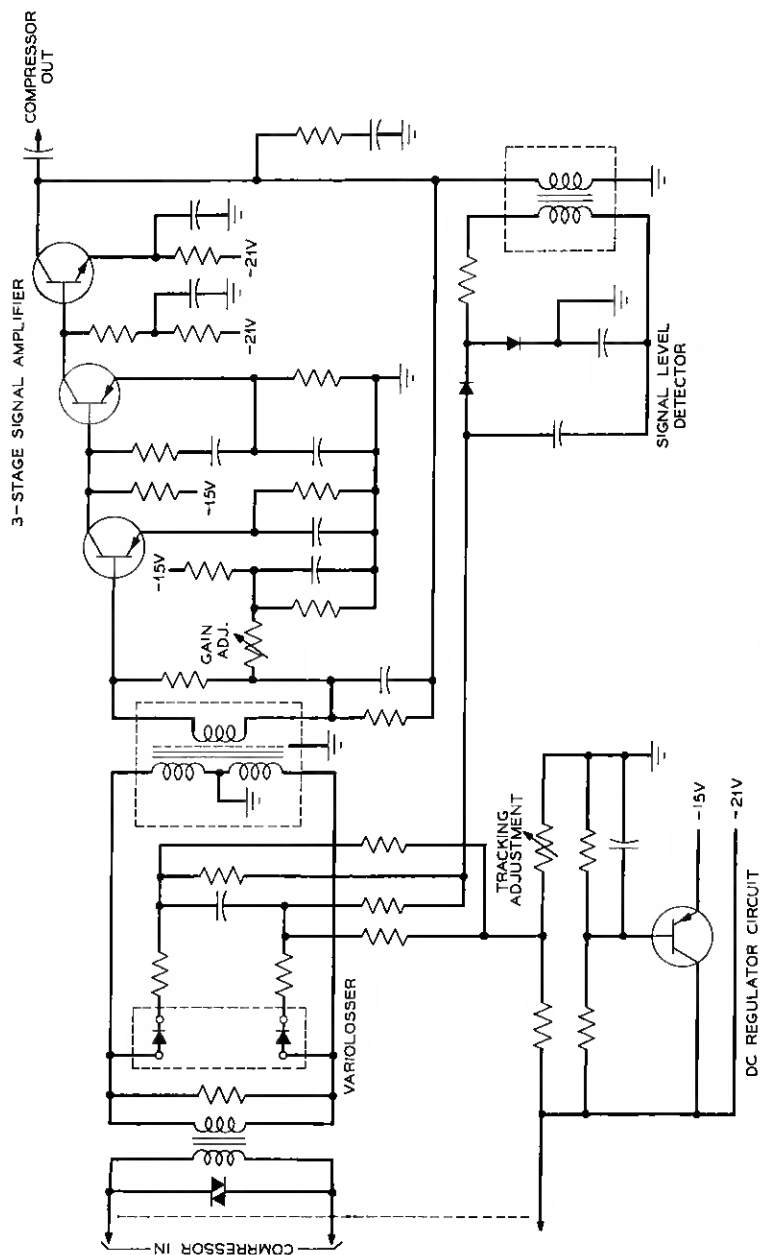 3-STAGE SIGNAL AMPLIFIER
COMPRESSOR
OUT
-21V
-21V
-15V
-15V
GAIN
ADJ.
COMPRESSOR IN
VARIOLOSSER
SIGNAL LEVEL
DETECTOR
TRACKING
ADJUSTMENT
-15V
-21V
DC REGULATOR CIRCUIT